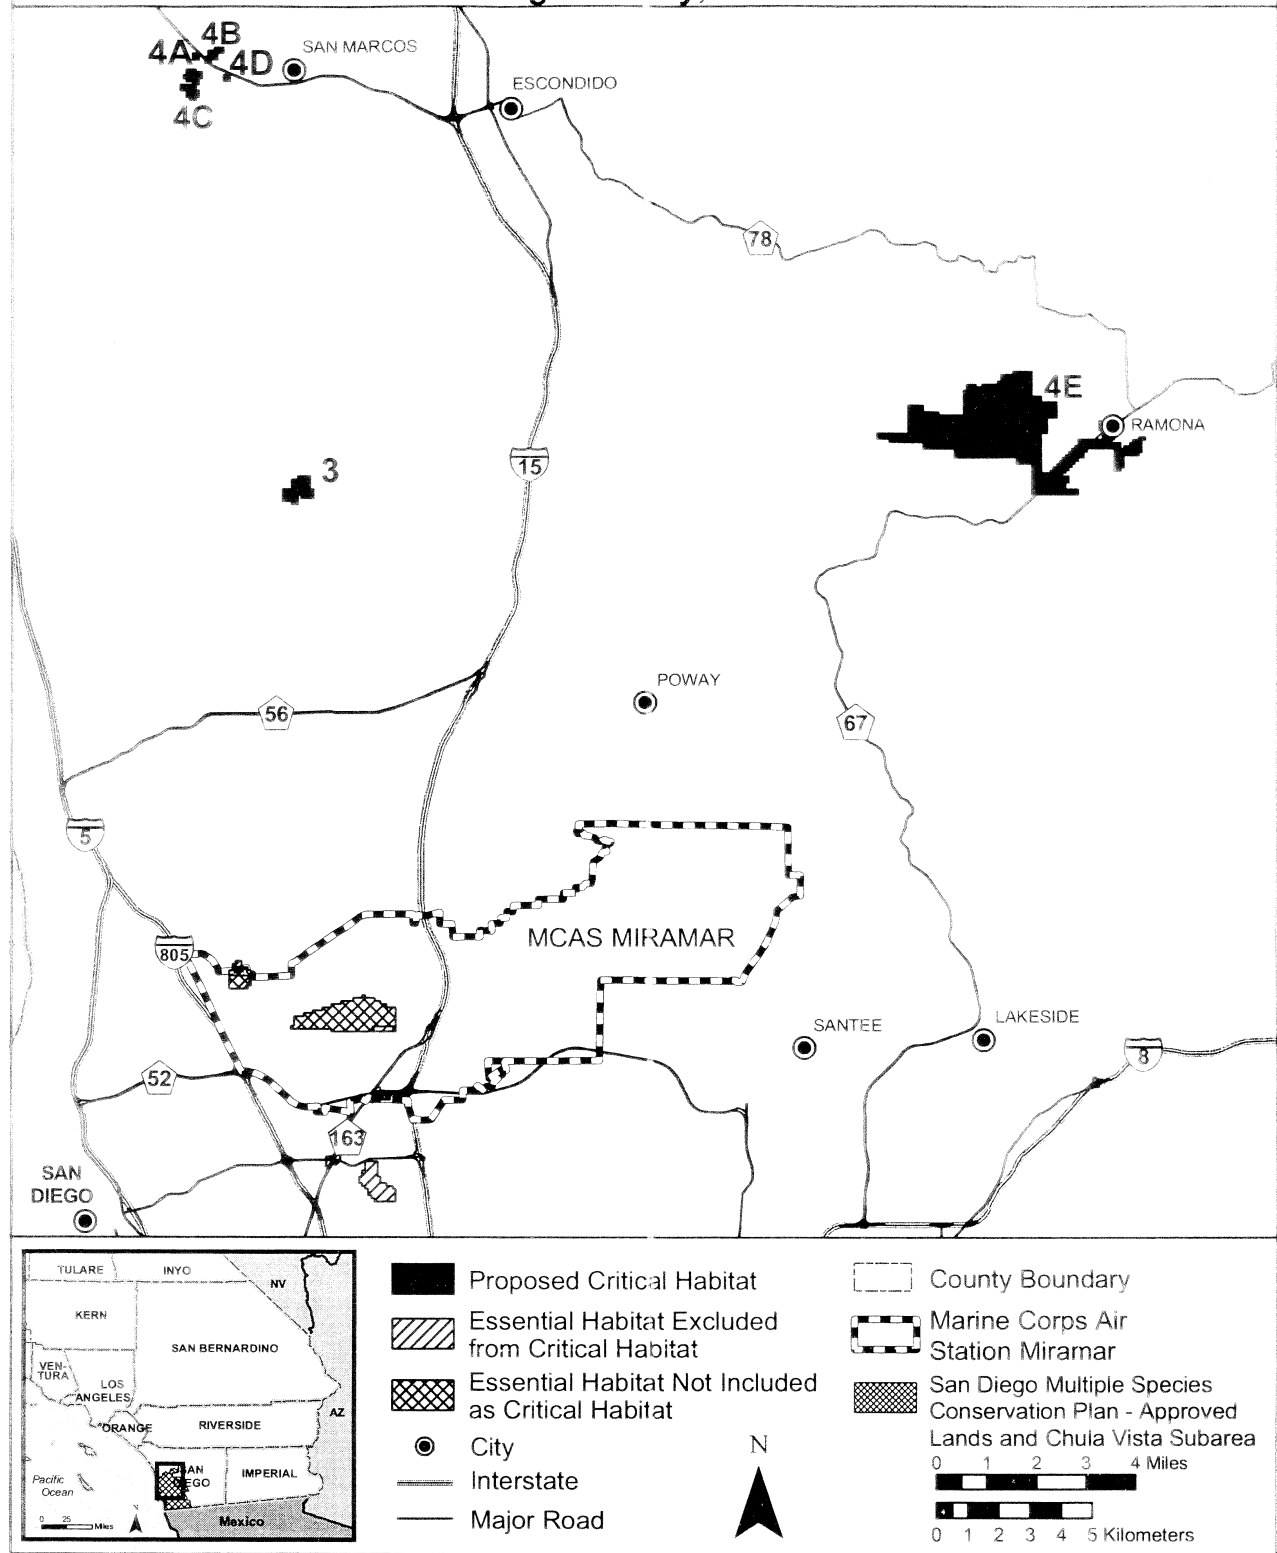 4B
4A
4D
SAN MARCOS
4C
ESCONDIDO
78
4E
RAMONA
15
3
POWAY
56
67
5
MCAS MIRAMAR
805
SANTEE
LAKESIDE
8
52
163
SAN
DIEGO
TULARE
INYO
NV
KERN
SAN BERNARDINO
VEN-
TURA
LOS
ANGELES
AZ
ORANGE
RIVERSIDE
SAN
DIEGO
IMPERIAL
Pacific
Ocean
N
0 25 Miles
Mexico
Proposed Critical Habitat
Essential Habitat Excluded
from Critical Habitat
Essential Habitat Not Included
as Critical Habitat
City
Interstate
Major Road
N
County Boundary
Marine Corps Air
Station Miramar
San Diego Multiple Species
Conservation Plan - Approved
Lands and Chula Vista Subarea
0 1 2 3 4 Miles
0 1 2 3 4 5 Kilometers